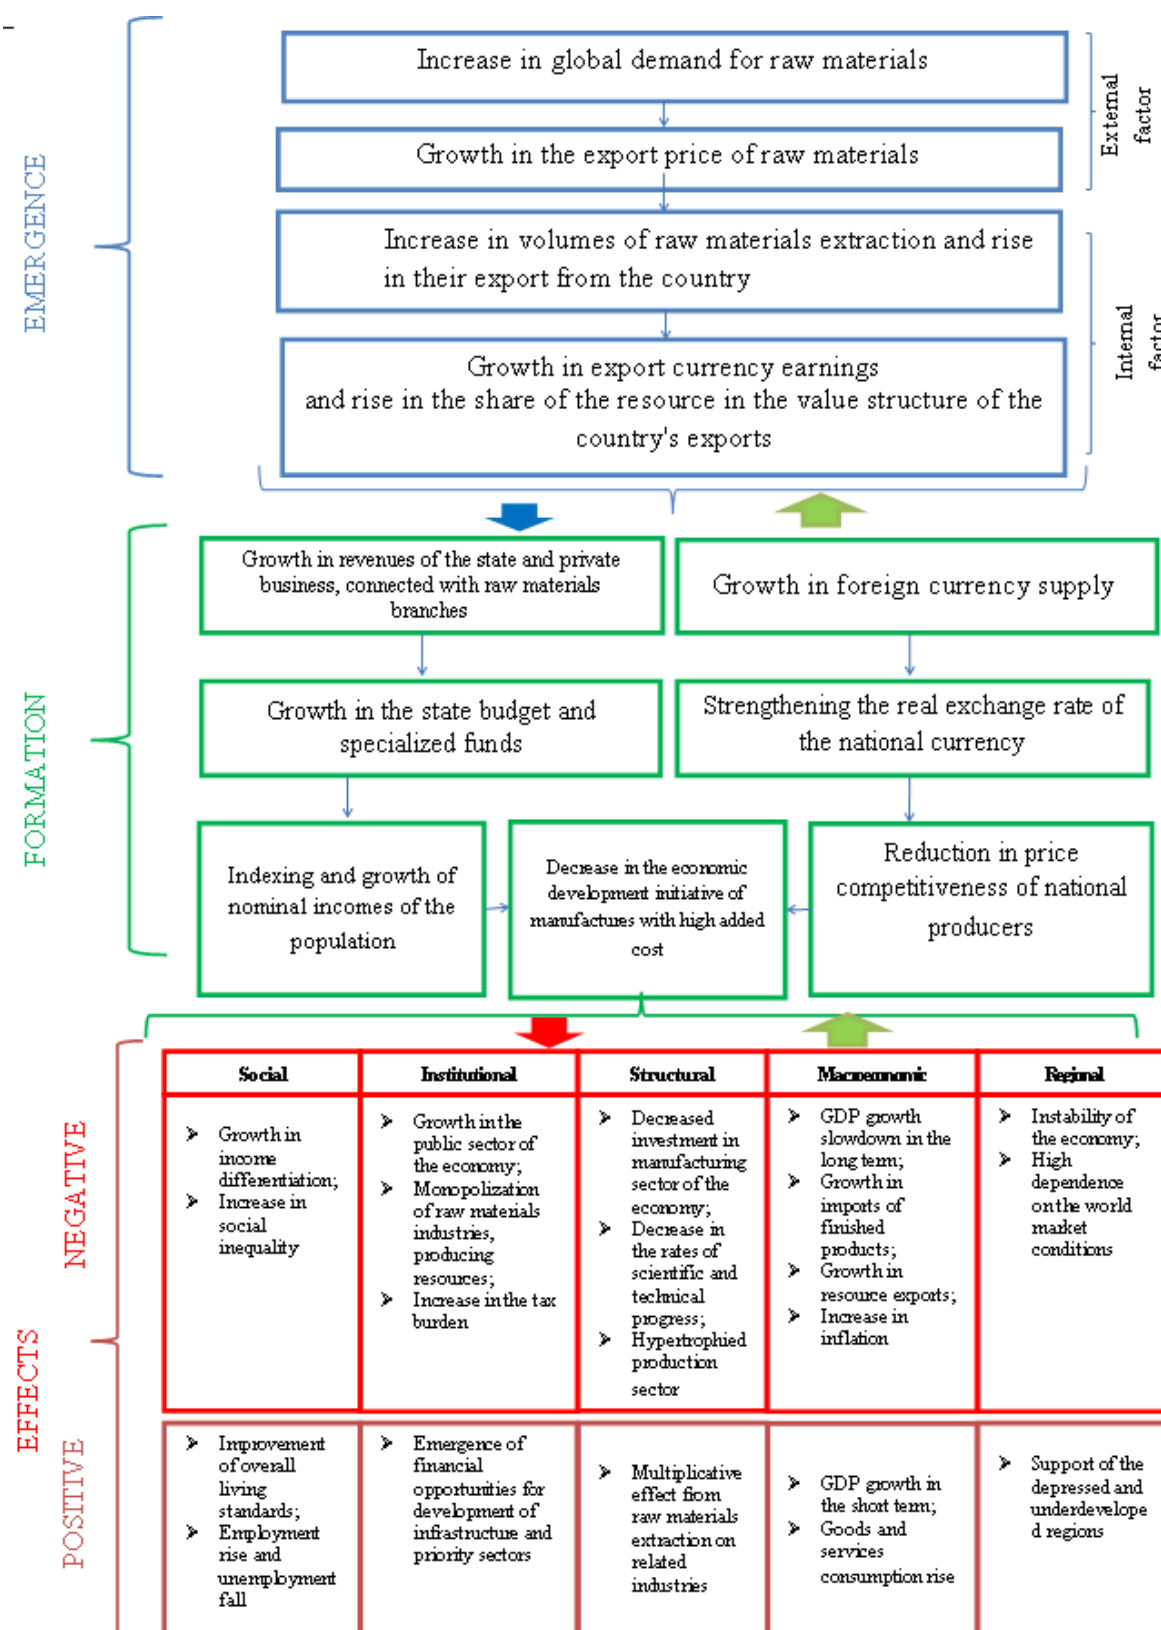 Increase in global demand for raw materials
External
factor
Growth in the export price of raw materials
EMERGENCE
Increase in volumes of raw materials extraction and rise
in their export from the country
Internal
factor
Growth in export currency earnings
and rise in the share of the resource in the value structure of the
country's exports
FORMATION
Growth in revenues of the state and private
business, connected with raw materials
branches
Growth in foreign currency supply
Growth in the state budget and
specialized funds
Strengthening the real exchange rate of
the national currency
Indexing and growth of
nominal incomes of the
population
Decrease in the economic
development initiative of
manufactures with high added
cost
Reduction in price
competitiveness of national
producers
EFFECTS
NEGATIVE
Social
Institutional
Structural
Macroeconomic
Regional
➢ Growth in
income
differentiation;
➢ Increase in
social
inequality
➢ Growth in the
public sector of
the economy;
➢ Monopolization
of raw materials
industries,
producing
resources;
➢ Increase in the tax
burden
➢ Decreased
investment in
manufacturing
sector of the
economy;
➢ Decrease in
the rates of
scientific and
technical
progress;
➢ Hypertrophied
production
sector
➢ GDP growth
slowdown in the
long term;
➢ Growth in
imports of
finished
products;
➢ Growth in
resource exports;
➢ Increase in
inflation
➢ Instability of
the economy;
➢ High
dependence
on the world
market
conditions
POSITIVE
➢ Improvement
of overall
living
standards;
➢ Employment
rise and
unemployment
fall
➢ Emergence of
financial
opportunities for
development of
infrastructure and
priority sectors
➢ Multiplicative
effect from
raw materials
extraction on
related
industries
➢ GDP growth in
the short term;
➢ Goods and
services
consumption rise
➢ Support of the
depressed and
underdevelope
d regions